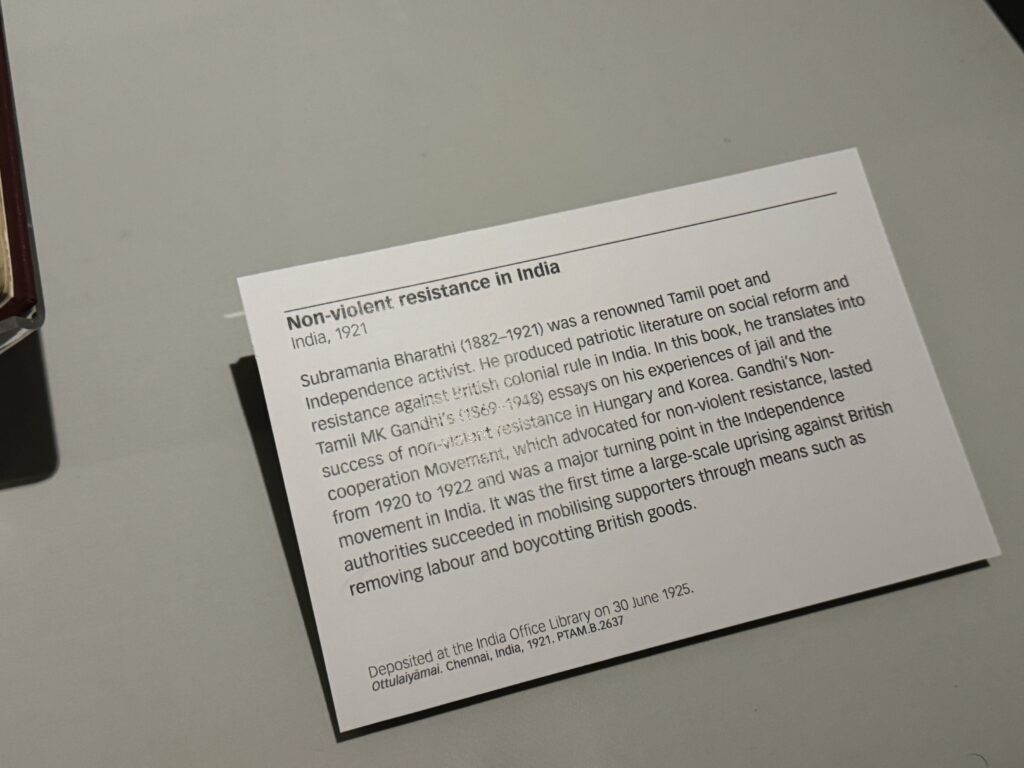 Non-violent resistance in India
India, 1921
Subramania Bharathi (1882–1921) was a renowned Tamil poet and
Independence activist. He produced patriotic literature on social reform and
resistance against British colonial rule in India. In this book, he translates into
Tamil MK Gandhi's (1869–1948) essays on his experiences of jail and the
success of non-violent resistance in Hungary and Korea. Gandhi's Non-
cooperation Movement, which advocated for non-violent resistance, lasted
from 1920 to 1922 and was a major turning point in the Independence
movement in India. It was the first time a large-scale uprising against British
authorities succeeded in mobilising supporters through means such as
removing labour and boycotting British goods.
Deposited at the India Office Library on 30 June 1925.
Ottulaiyāmai. Chennai, India, 1921. PTAM.B.2637